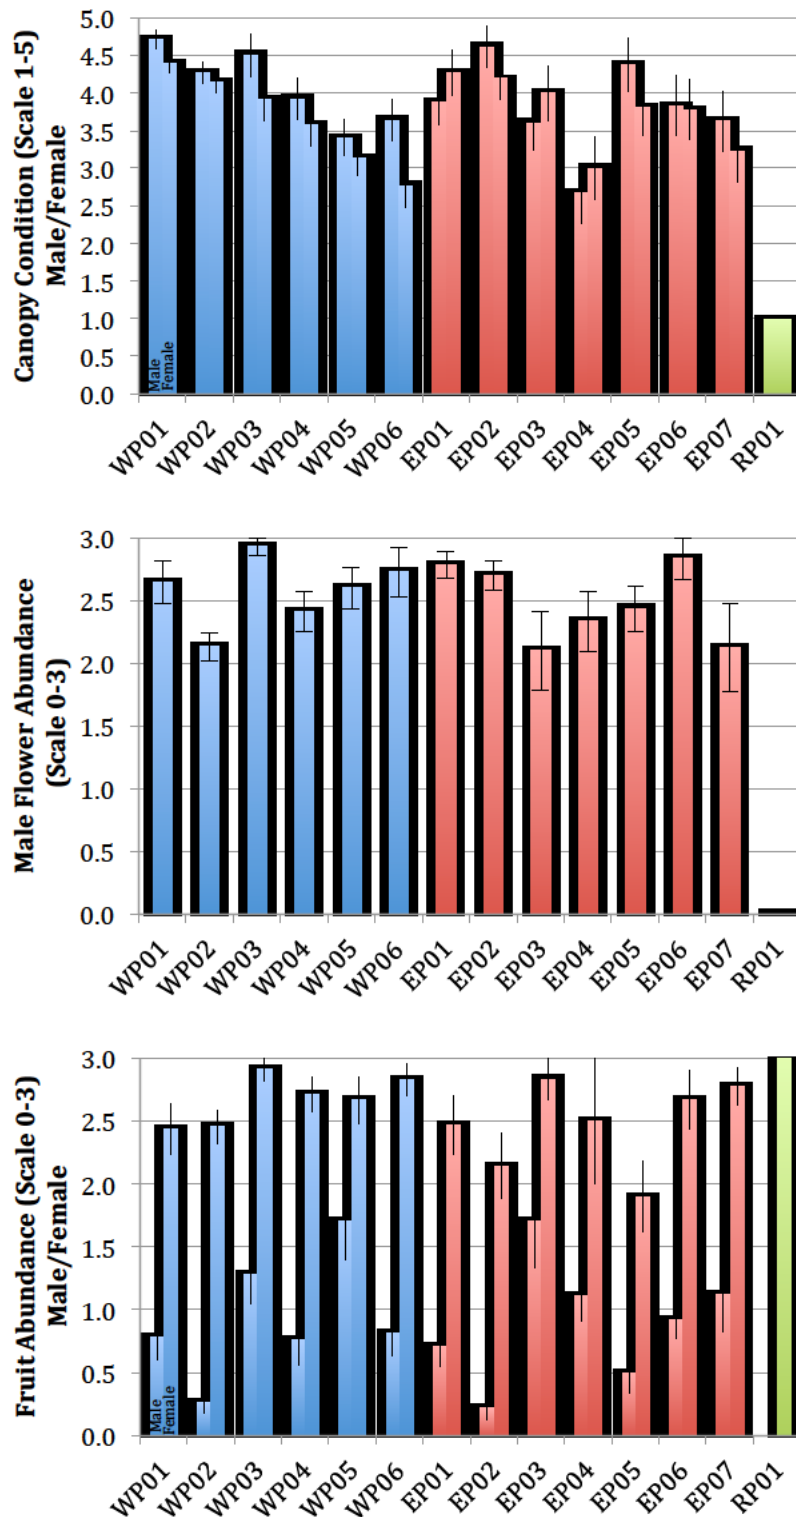 Canopy Condition (Scale 1-5)
Male/Female
5.0
4.5
4.0
3.5
3.0
2.5
2.0
1.5
1.0
0.5
0.0
Male
Female
WP01
WP02
WP03
WP04
WP05
WP06
EP01
EP02
EP03
EP04
EP05
EP06
EP07
RP01
Male Flower Abundance
(Scale 0-3)
3.0
2.5
2.0
1.5
1.0
0.5
0.0
WP01
WP02
WP03
WP04
WP05
WP06
EP01
EP02
EP03
EP04
EP05
EP06
EP07
RP01
Fruit Abundance (Scale 0-3)
Male/Female
3.0
2.5
2.0
1.5
1.0
0.5
0.0
Male
Female
WP01
WP02
WP03
WP04
WP05
WP06
EP01
EP02
EP03
EP04
EP05
EP06
EP07
RP01